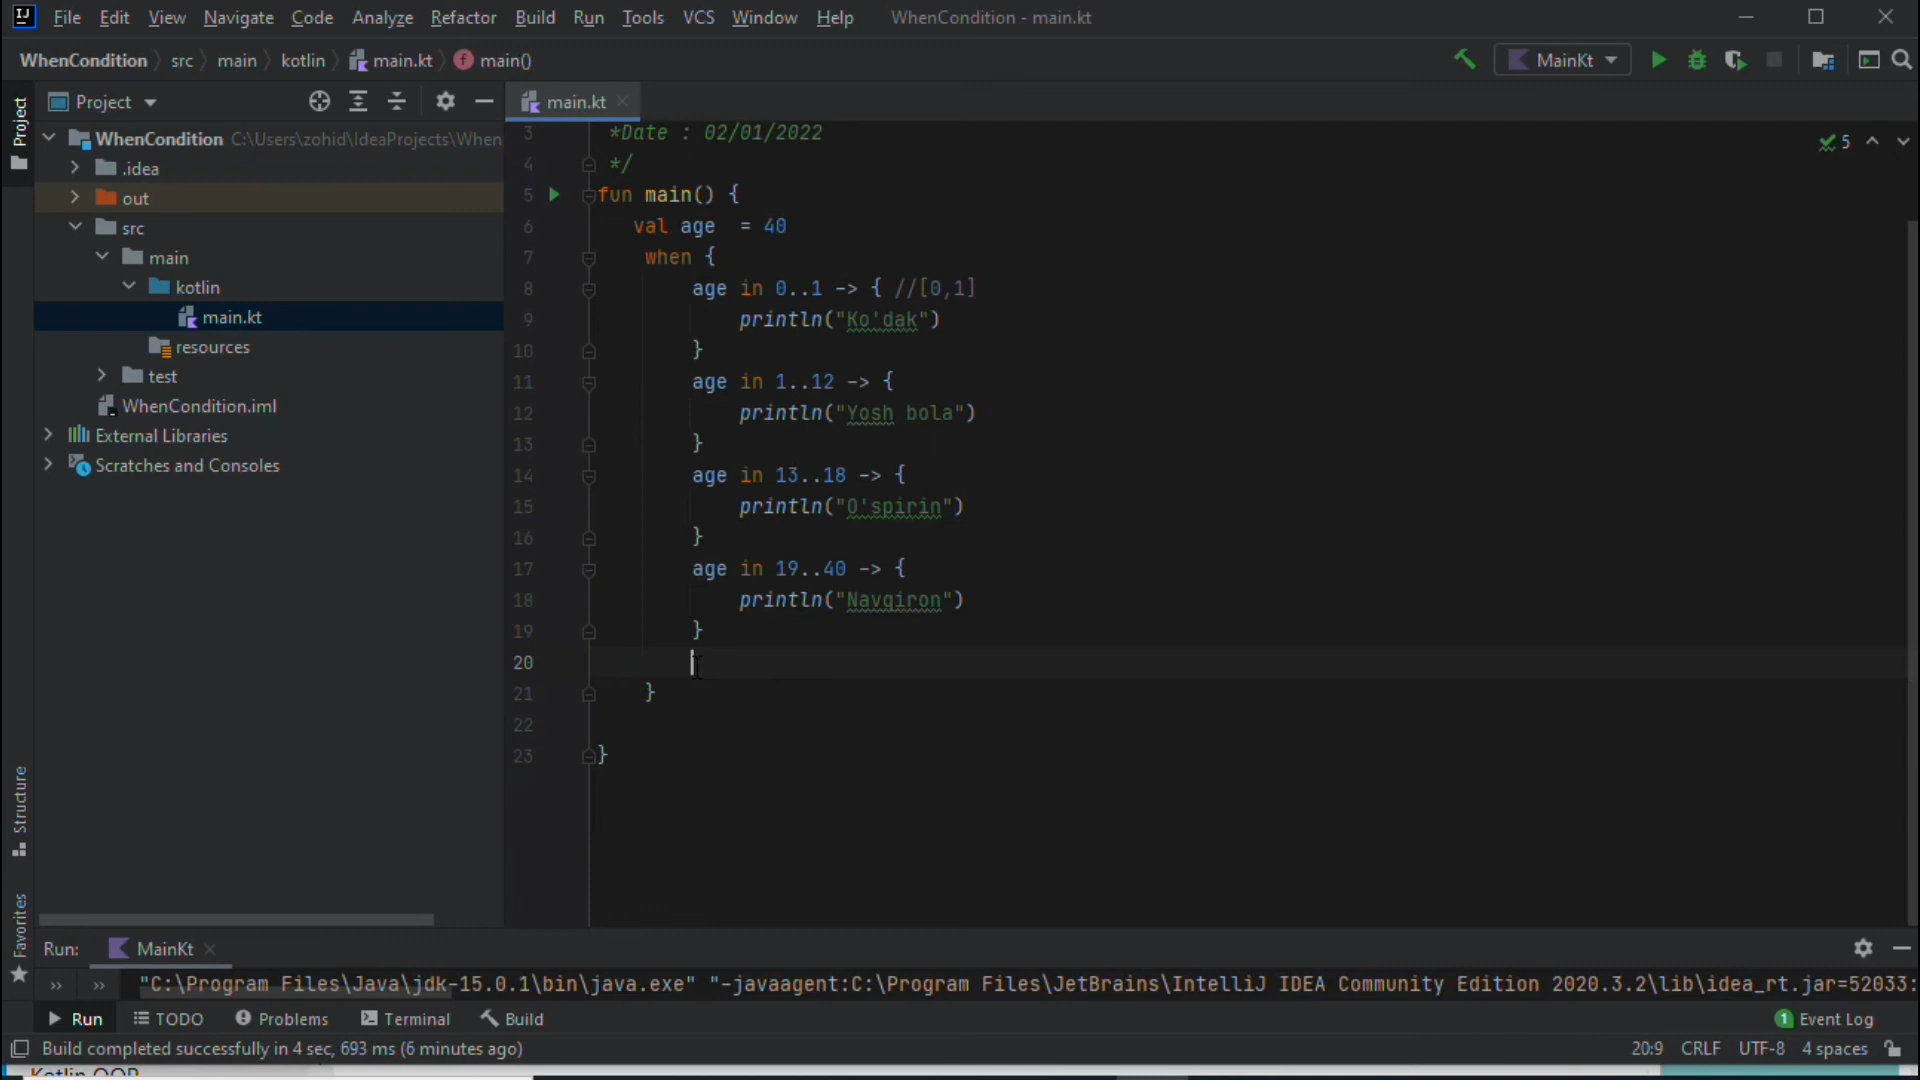 File Edit View Navigate Code Analyze Refactor Build Run Tools VCS Window Help WhenCondition - main.kt
WhenCondition src main kotlin main.kt main() MainKt
Project
Project
main.kt
WhenCondition C:\Users\zohid\IdeaProjects\When
.idea
out
src
main
kotlin
main.kt
resources
test
WhenCondition.iml
External Libraries
Scratches and Consoles
3 *Date : 02/01/2022
4 */
5 fun main() {
6 val age = 40
7 when {
8 age in 0..1 -> { //[0,1]
9 println("Ko'dak")
10 }
11 age in 1..12 -> {
12 println("Yosh bola")
13 }
14 age in 13..18 -> {
15 println("O'spirin")
16 }
17 age in 19..40 -> {
18 println("Navqiron")
19 }
20
21 }
22
23 }
5
Structure
Favorites
Run: MainKt
"C:\Program Files\Java\jdk-15.0.1\bin\java.exe" "-javaagent:C:\Program Files\JetBrains\IntelliJ IDEA Community Edition 2020.3.2\lib\idea_rt.jar=52033:
Run TODO Problems Terminal Build 1 Event Log
Build completed successfully in 4 sec, 693 ms (6 minutes ago) 20:9 CRLF UTF-8 4 spaces
Kotlin OOP